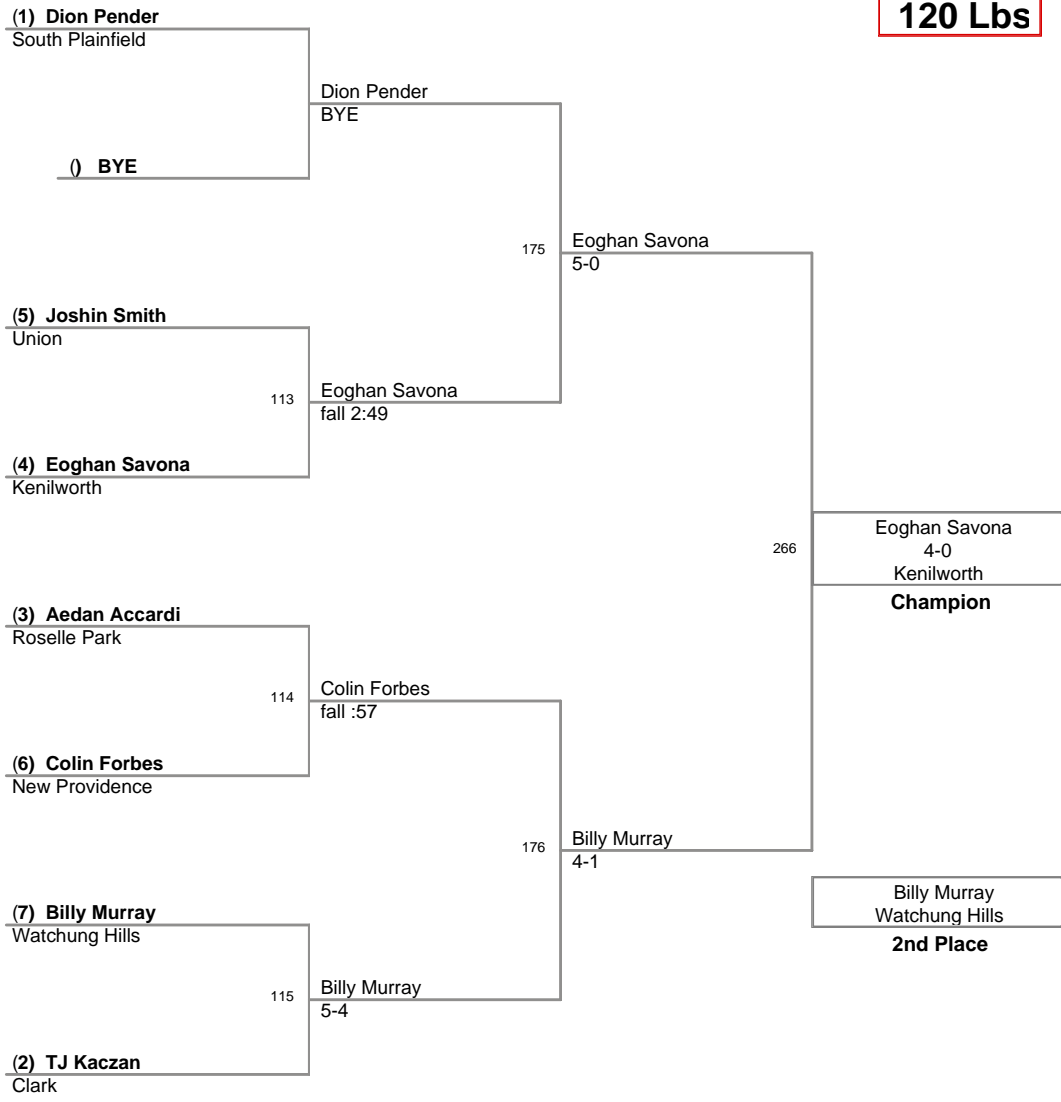 120 Lbs
(1) Dion Pender
South Plainfield
Dion Pender
BYE
() BYE
175
Eoghan Savona
5-0
(5) Joshin Smith
Union
113
Eoghan Savona
fall 2:49
(4) Eoghan Savona
Kenilworth
266
Eoghan Savona
4-0
Kenilworth
Champion
(3) Aedan Accardi
Roselle Park
114
Colin Forbes
fall :57
(6) Colin Forbes
New Providence
176
Billy Murray
4-1
Billy Murray
Watchung Hills
2nd Place
(7) Billy Murray
Watchung Hills
115
Billy Murray
5-4
(2) TJ Kaczan
Clark